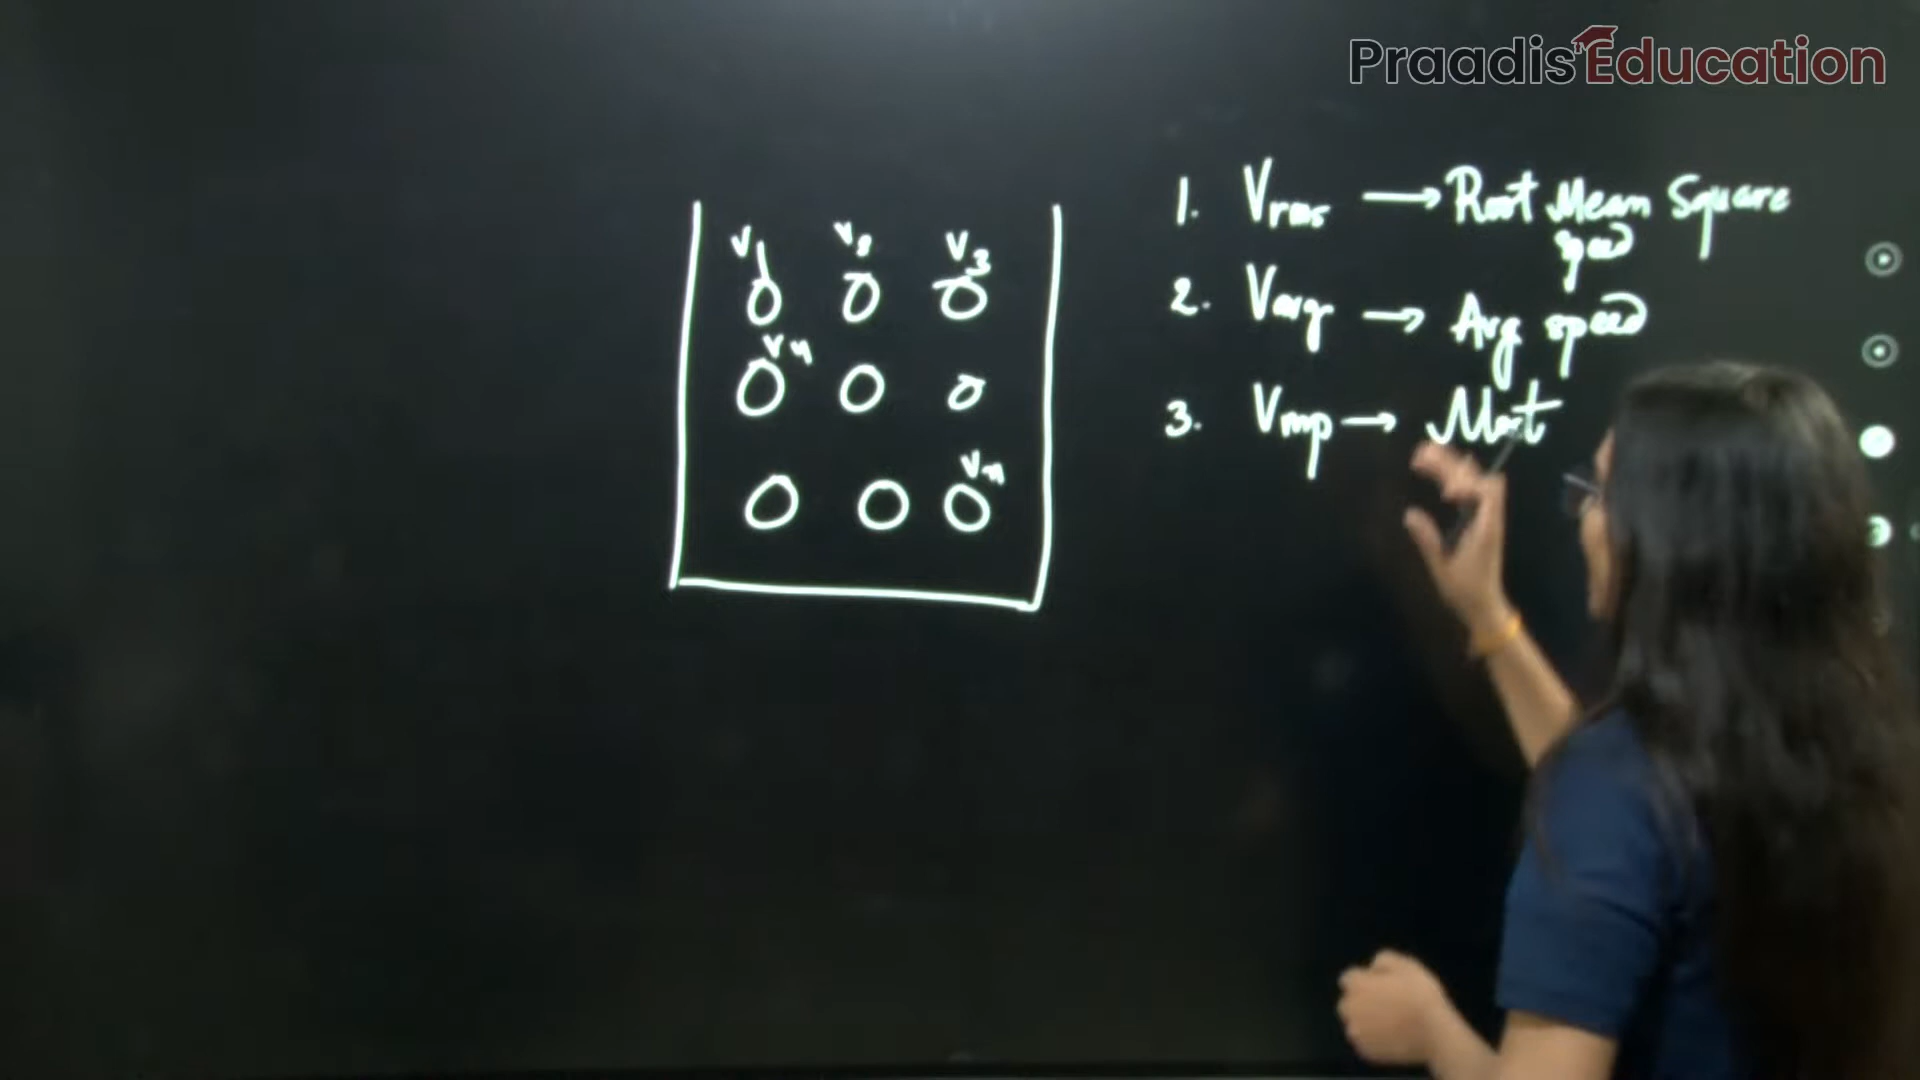 Praadis Education
V1 V2 V3
V4
Vn
1. Vrms → Root Mean Square
speed
2. Vavg → Avg speed
3. Vmp → Most